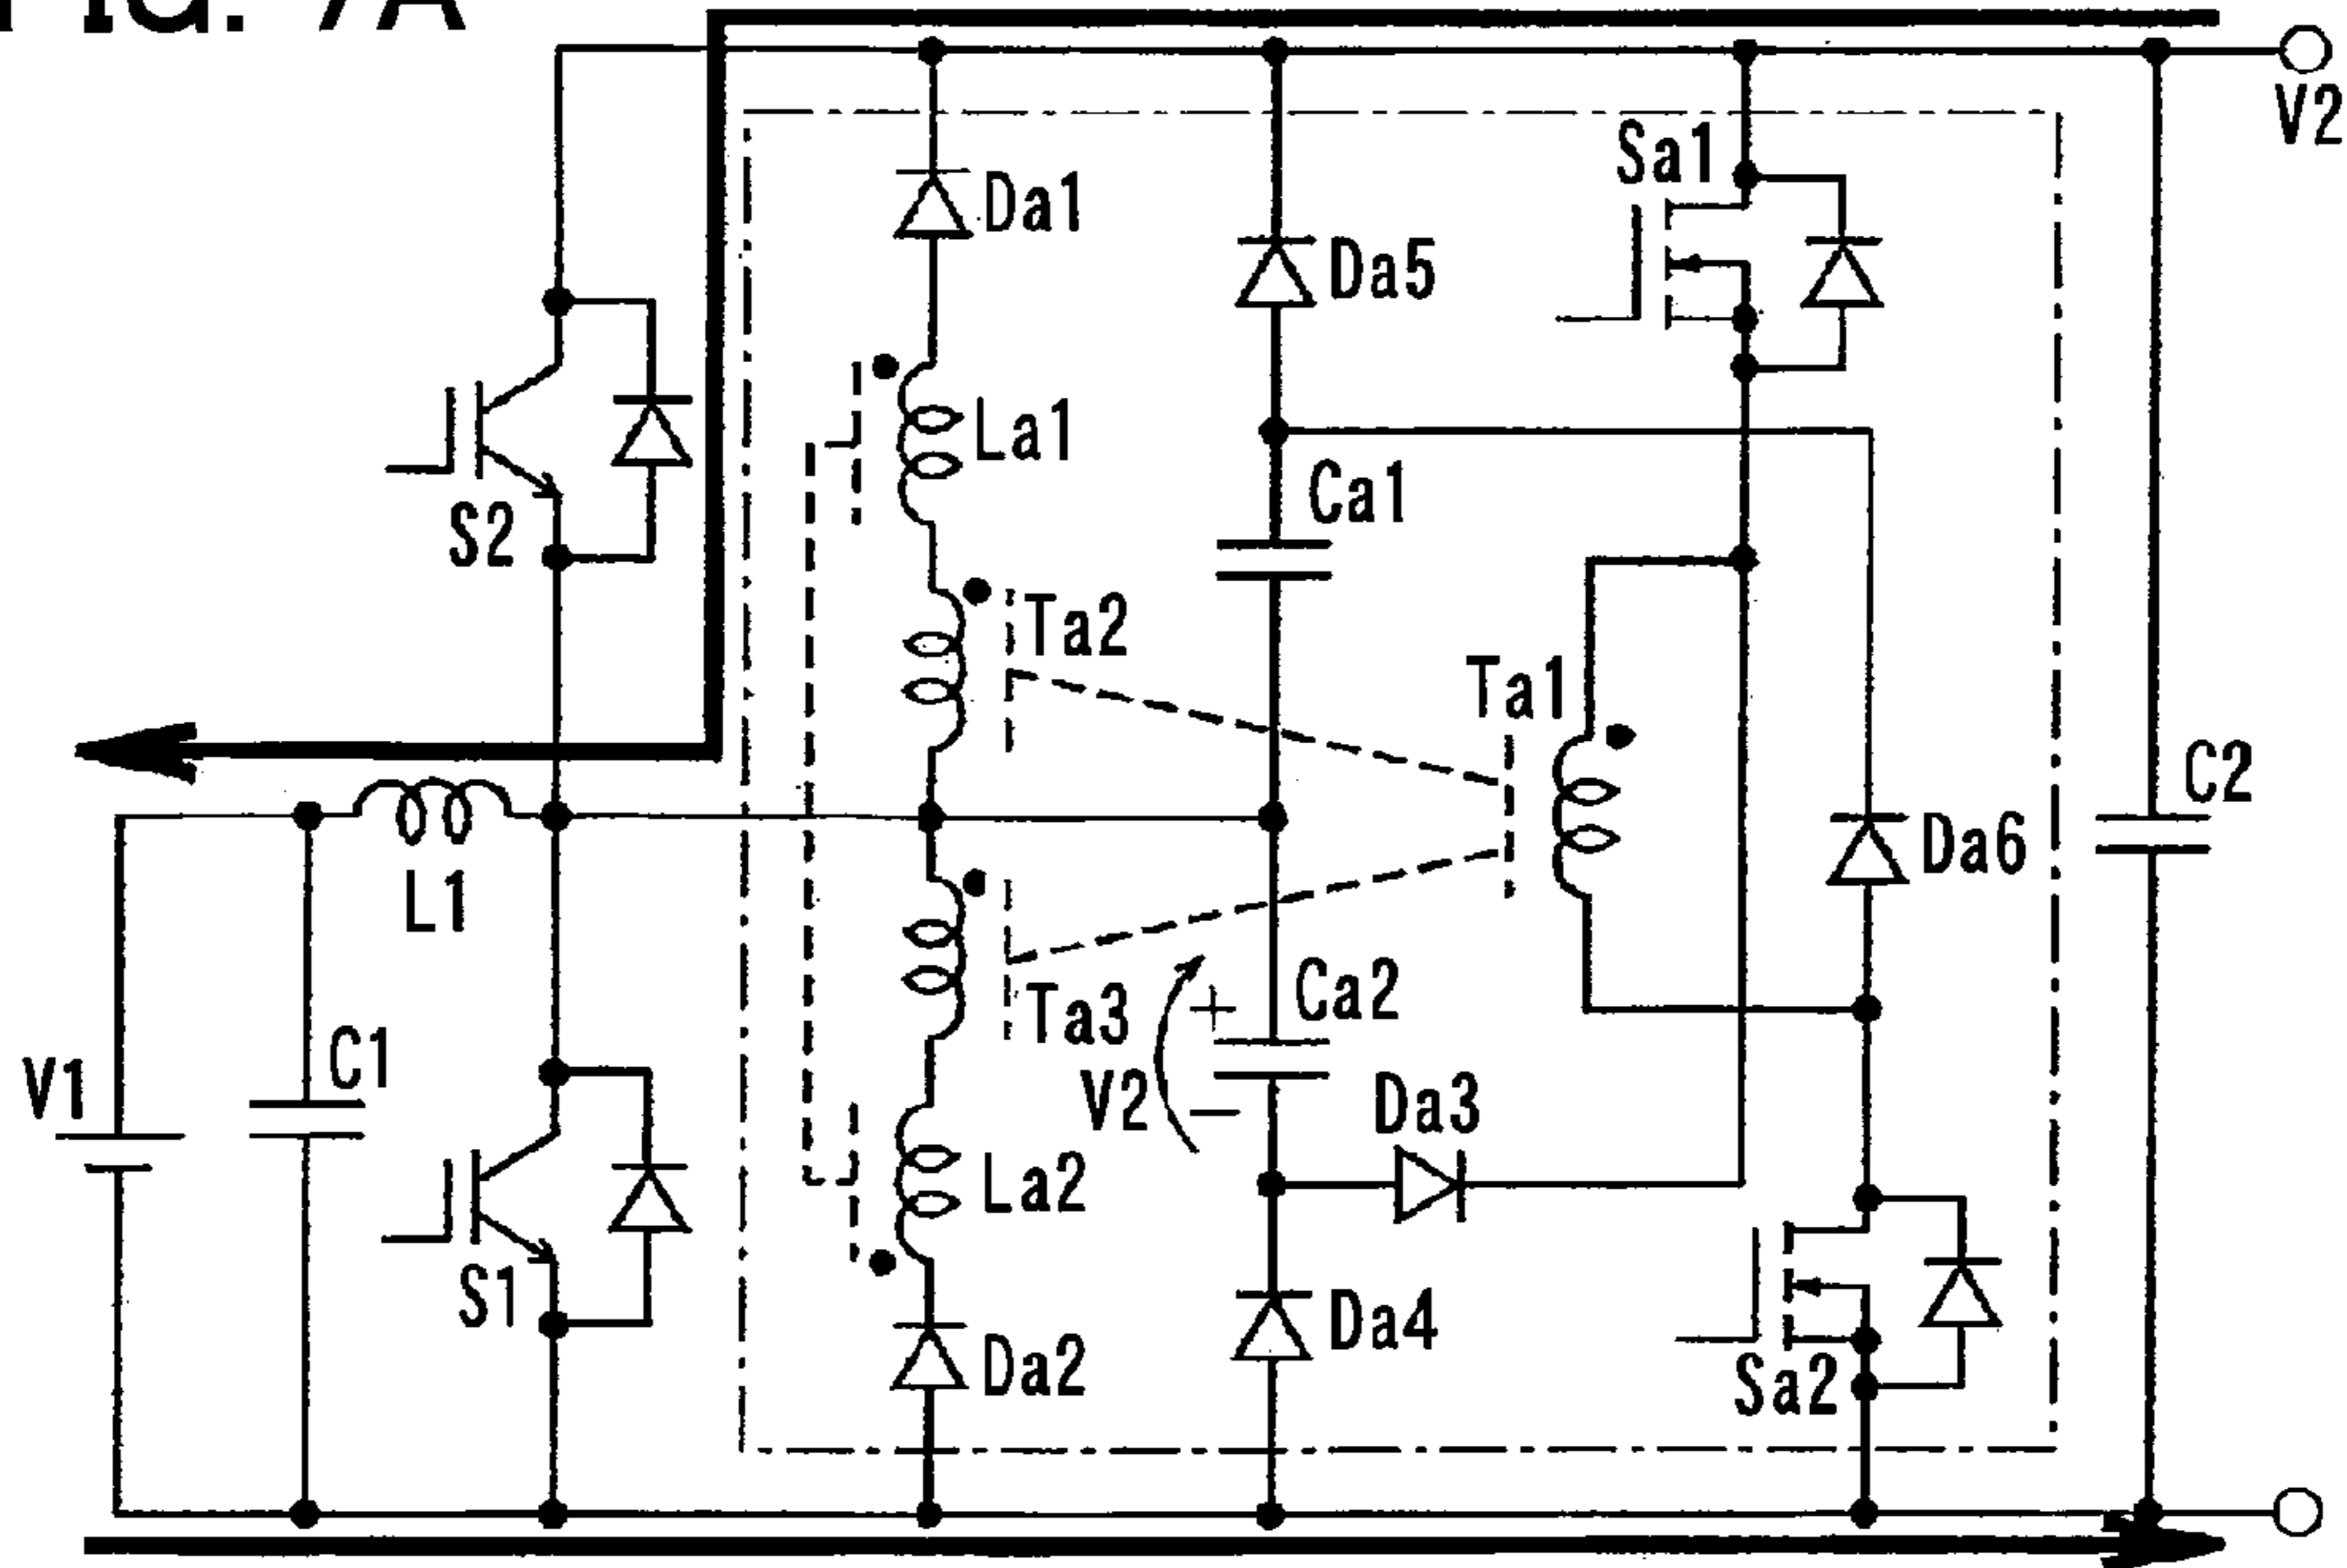 FIG. 7A
V2
Sa1
Da1
Da5
La1
Ca1
S2
Ta2
Ta1
C2
Da6
L1
Ca2
+
Ta3
C1
V1
V2
Da3
−
La2
S1
Da4
Da2
Sa2